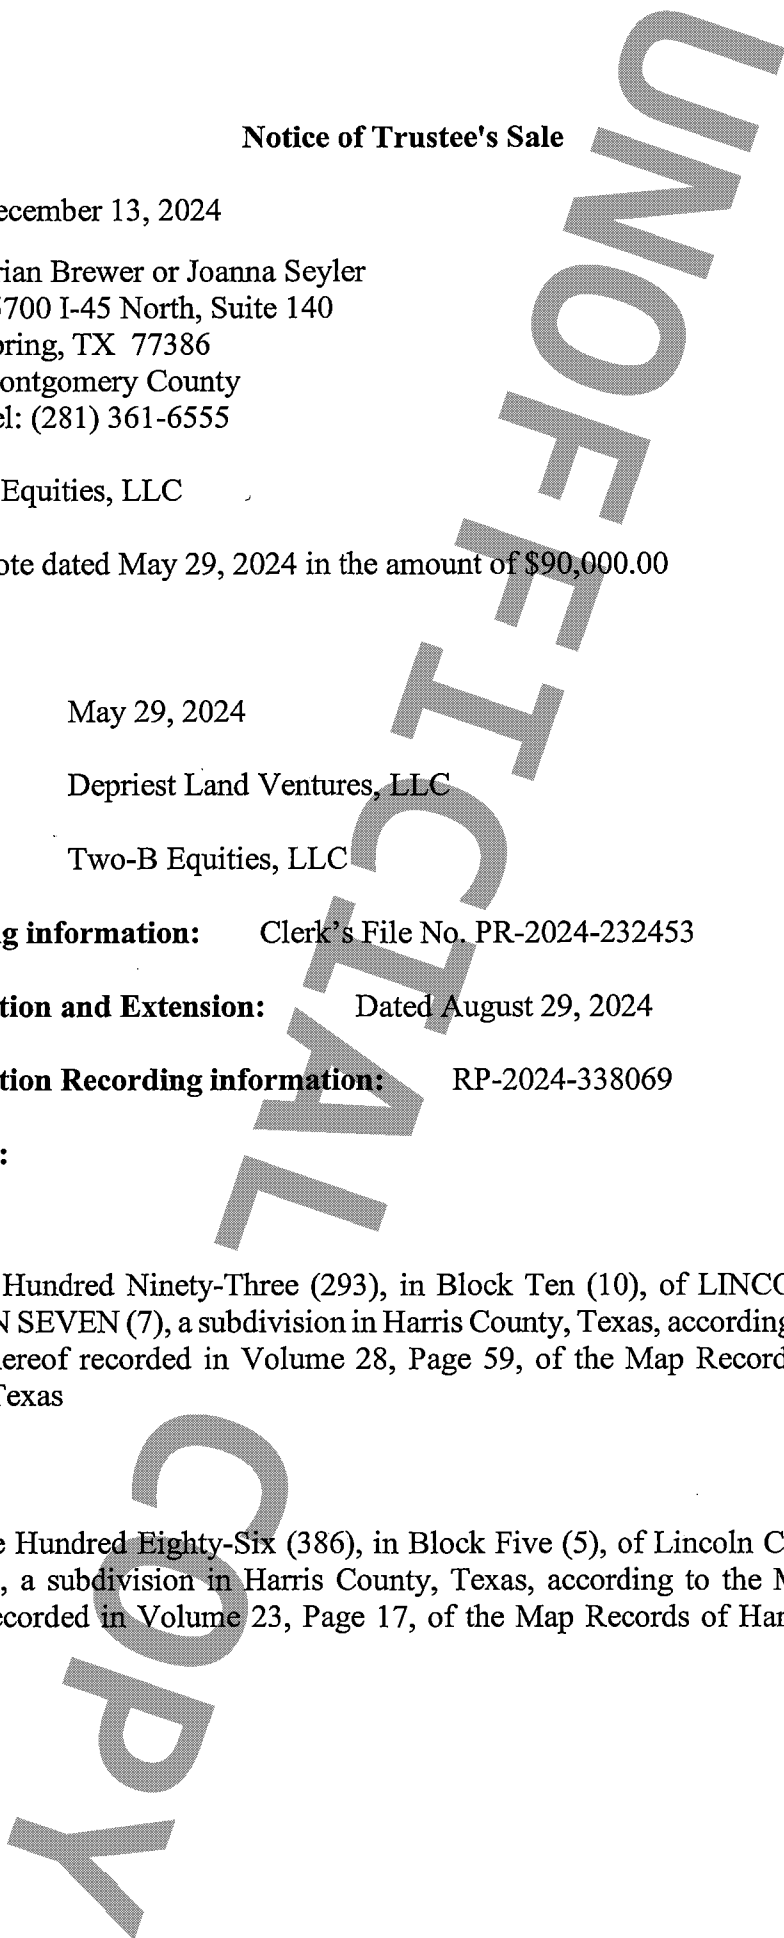 Notice of Trustee's Sale
ecember 13, 2024
rian Brewer or Joanna Seyler
5700 I-45 North, Suite 140
pring, TX 77386
ontgomery County
el: (281) 361-6555
Equities, LLC
ote dated May 29, 2024 in the amount of $90,000.00
May 29, 2024
Depriest Land Ventures, LLC
Two-B Equities, LLC
g information: Clerk's File No. PR-2024-232453
tion and Extension: Dated August 29, 2024
tion Recording information: RP-2024-338069
:
Hundred Ninety-Three (293), in Block Ten (10), of LINCO
N SEVEN (7), a subdivision in Harris County, Texas, according
hereof recorded in Volume 28, Page 59, of the Map Record
Texas
e Hundred Eighty-Six (386), in Block Five (5), of Lincoln C
, a subdivision in Harris County, Texas, according to the M
ecorded in Volume 23, Page 17, of the Map Records of Har
UNOFFICIAL COPY